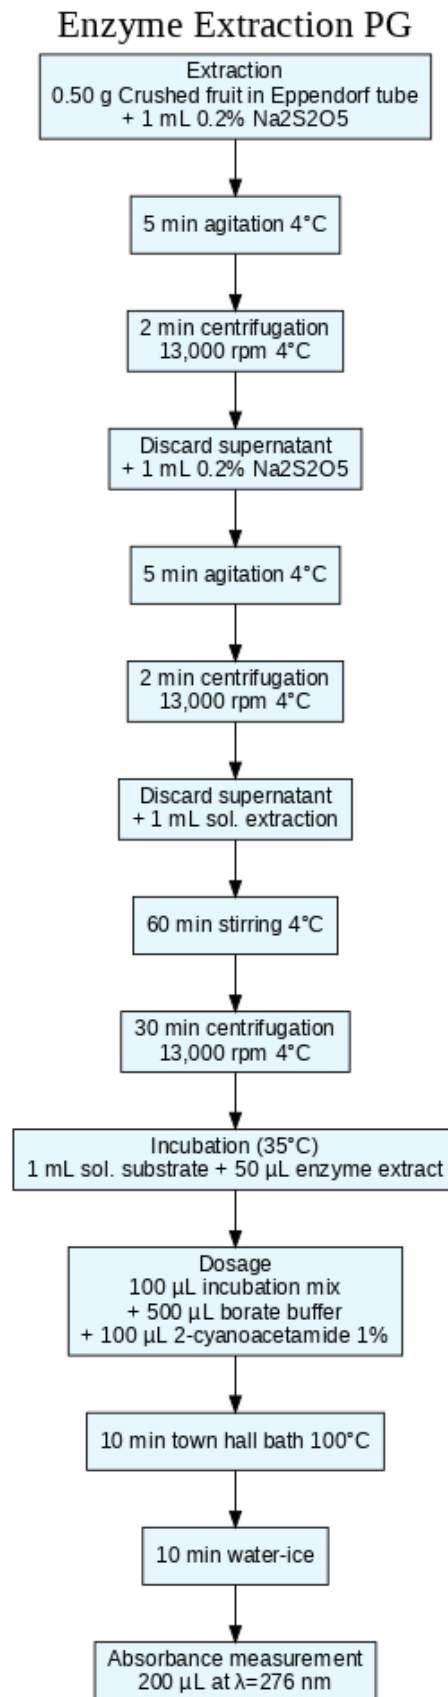 Enzyme Extraction PG
Extraction
0.50 g Crushed fruit in Eppendorf tube
+ 1 mL 0.2% Na2S2O5
5 min agitation 4°C
2 min centrifugation
13,000 rpm 4°C
Discard supernatant
+ 1 mL 0.2% Na2S2O5
5 min agitation 4°C
2 min centrifugation
13,000 rpm 4°C
Discard supernatant
+ 1 mL sol. extraction
60 min stirring 4°C
30 min centrifugation
13,000 rpm 4°C
Incubation (35°C)
1 mL sol. substrate + 50 µL enzyme extract
Dosage
100 µL incubation mix
+ 500 µL borate buffer
+ 100 µL 2-cyanoacetamide 1%
10 min town hall bath 100°C
10 min water-ice
Absorbance measurement
200 µL at λ=276 nm